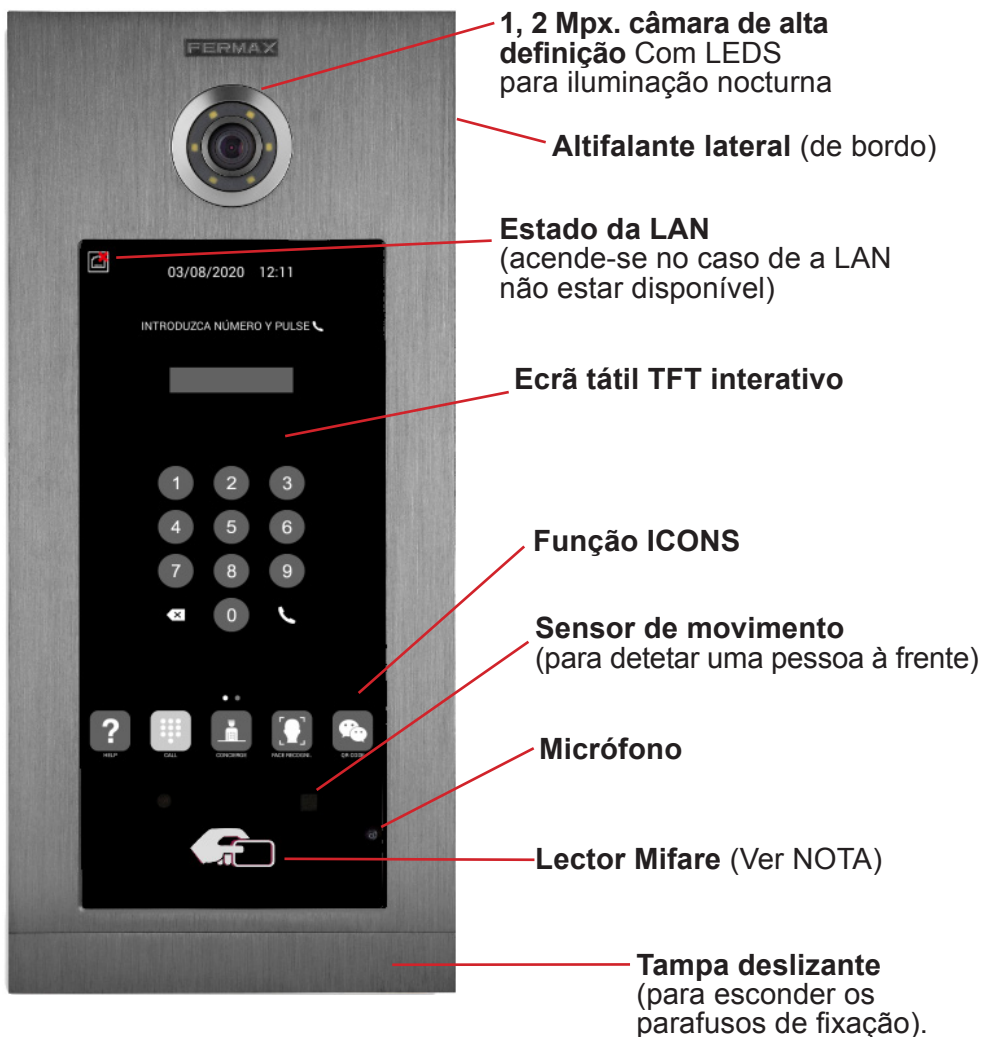 FERMAX
1, 2 Mpx. câmara de alta
definição Com LEDS
para iluminação nocturna
Altifalante lateral (de bordo)
Estado da LAN
(acende-se no caso de a LAN
não estar disponível)
03/08/2020 12:11
INTRODUZCA NÚMERO Y PULSE
Ecrã tátil TFT interativo
1 2 3
4 5 6
7 8 9
0
Função ICONS
Sensor de movimento
(para detetar uma pessoa à frente)
?
HELP CALL CONCIERGE FACE RECOGNI.. QR CODE
Micrófono
Lector Mifare (Ver NOTA)
Tampa deslizante
(para esconder os
parafusos de fixação).